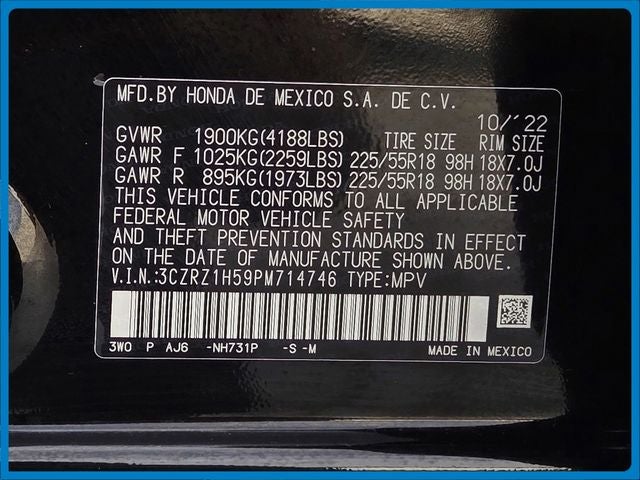 MFD.BY HONDA DE MEXICO S.A. DE C.V.
10/'22
GVWR 1900KG(4188LBS) TIRE SIZE RIM SIZE
GAWR F 1025KG(2259LBS) 225/55R18 98H 18X7.0J
GAWR R 895KG(1973LBS) 225/55R18 98H 18X7.0J
THIS VEHICLE CONFORMS TO ALL APPLICABLE
FEDERAL MOTOR VEHICLE SAFETY
AND THEFT PREVENTION STANDARDS IN EFFECT
ON THE DATE OF MANUFACTURE SHOWN ABOVE.
V.I.N.:3CZRZ1H59PM714746 TYPE:MPV
3WO P AJ6 -NH731P -S -M MADE IN MEXICO